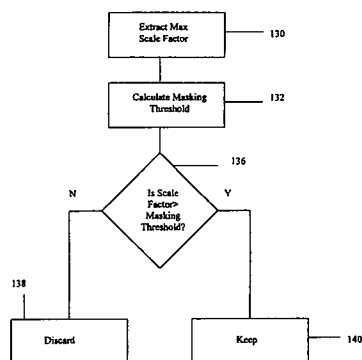 Extract Max
Scale Factor
130
Calculate Masking
Threshold
132
136
N
Is Scale
Factor>
Masking
Threshold?
Y
138
Discard
Keep
140